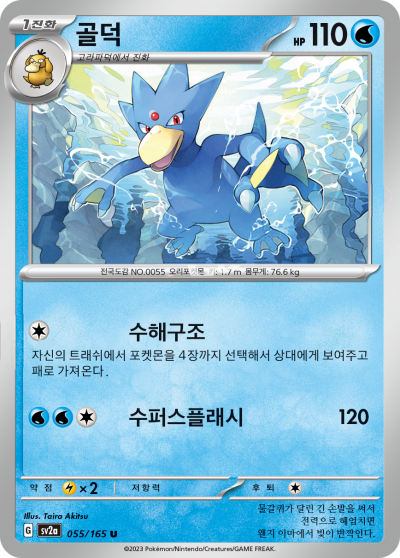 1진화 골덕 HP 110
고라파덕에서 진화
전국도감 NO.0055 오리포켓몬 키: 1.7 m 몸무게: 76.6 kg
수해구조
자신의 트래쉬에서 포켓몬을 4장까지 선택해서 상대에게 보여주고
패로 가져온다.
수퍼스플래시 120
약점 ×2 저항력 후퇴
Illus. Taira Akitsu
G sv2a 055/165 U
물갈퀴가 달린 긴 손발을 써서
전력으로 헤엄치면
왠지 이마에서 빛이 반짝인다.
©2023 Pokémon/Nintendo/Creatures/GAME FREAK.